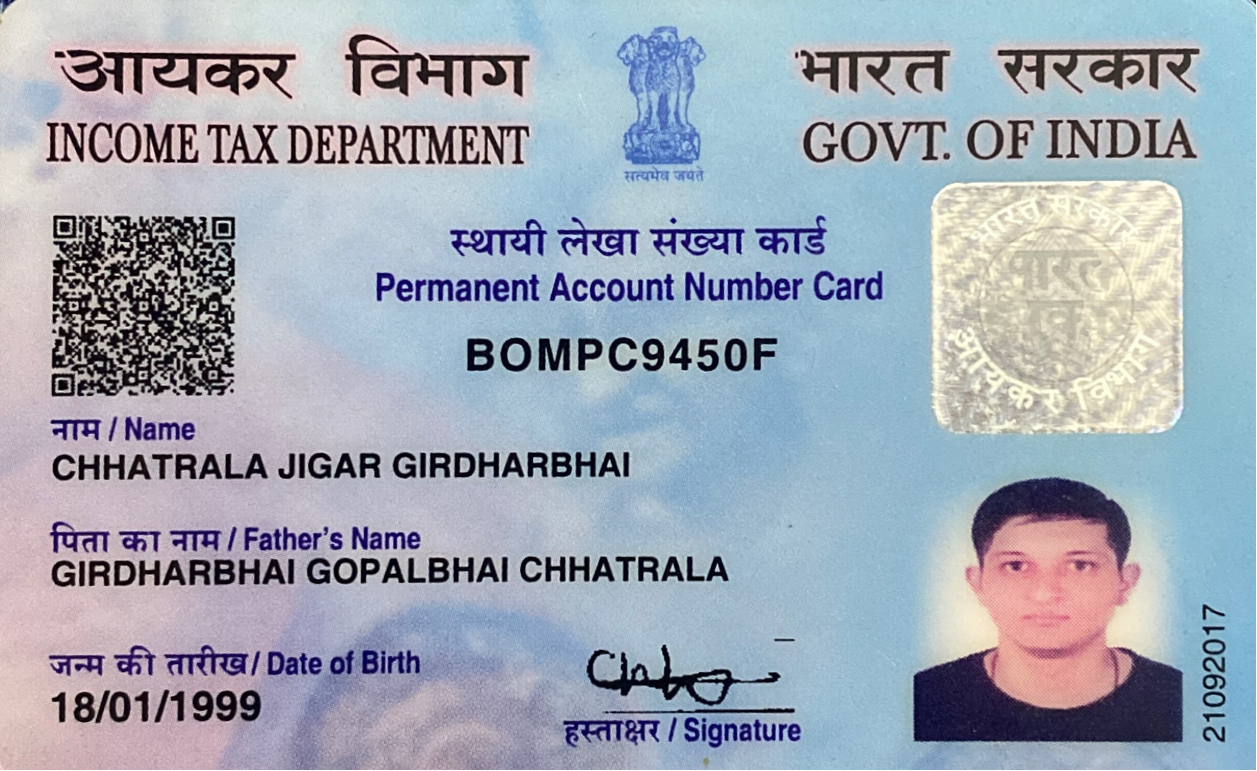 आयकर विभाग
INCOME TAX DEPARTMENT
सत्यमेव जयते
भारत सरकार
GOVT. OF INDIA
स्थायी लेखा संख्या कार्ड
Permanent Account Number Card
BOMPC9450F
भारत सरकार
भारत
आयकर विभाग
नाम / Name
CHHATRALA JIGAR GIRDHARBHAI
पिता का नाम / Father's Name
GIRDHARBHAI GOPALBHAI CHHATRALA
जन्म की तारीख / Date of Birth
18/01/1999
हस्ताक्षर / Signature
21092017